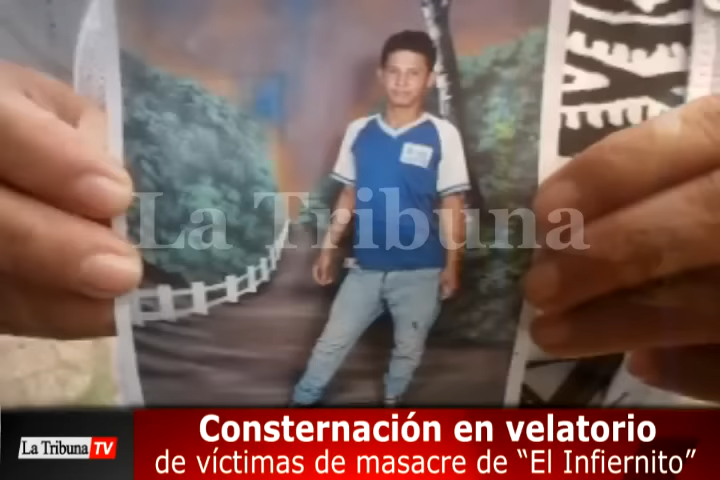 La Tribuna
La Tribuna TV
Consternación en velatorio
de víctimas de masacre de “El Infiernito”